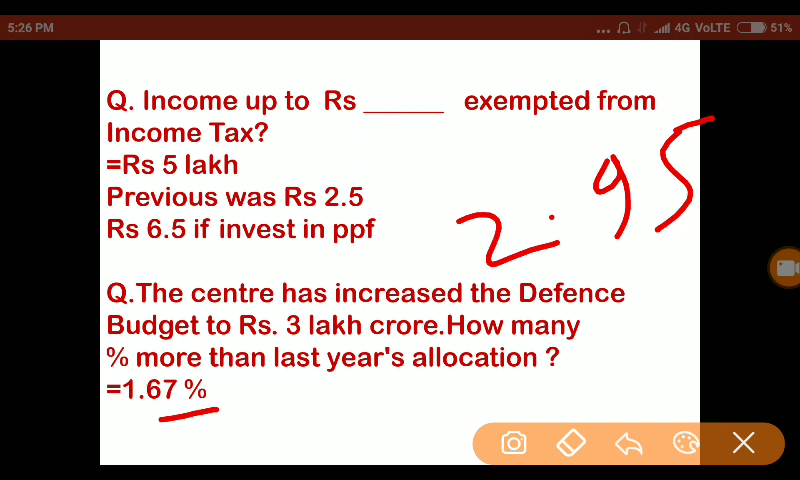 5:26 PM
... 4G VoLTE 51%
Q. Income up to Rs ______ exempted from
Income Tax?
=Rs 5 lakh
Previous was Rs 2.5
Rs 6.5 if invest in ppf
2.95
Q.The centre has increased the Defence
Budget to Rs. 3 lakh crore.How many
% more than last year's allocation ?
=1.67 %